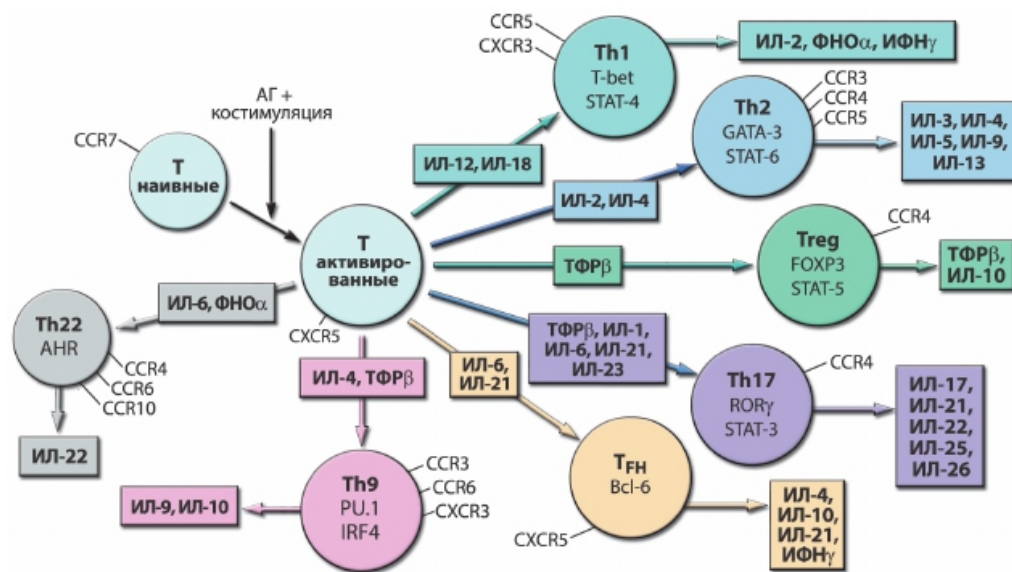 CCR7
Т
наивные
АГ +
костимуляция
Т
активиро-
ванные
CXCR5
ИЛ-12, ИЛ-18
CCR5
CXCR3
Th1
T-bet
STAT-4
ИЛ-2, ФНОα, ИФНγ
ИЛ-2, ИЛ-4
Th2
GATA-3
STAT-6
CCR3
CCR4
CCR5
ИЛ-3, ИЛ-4,
ИЛ-5, ИЛ-9,
ИЛ-13
ТФРβ
Treg
FOXP3
STAT-5
CCR4
ТФРβ,
ИЛ-10
ТФРβ, ИЛ-1,
ИЛ-6, ИЛ-21,
ИЛ-23
Th17
RORγ
STAT-3
CCR4
ИЛ-17,
ИЛ-21,
ИЛ-22,
ИЛ-25,
ИЛ-26
ИЛ-6,
ИЛ-21
TFH
Bcl-6
CXCR5
ИЛ-4,
ИЛ-10,
ИЛ-21,
ИФНγ
ИЛ-4, ТФРβ
Th9
PU.1
IRF4
CCR3
CCR6
CXCR3
ИЛ-9, ИЛ-10
ИЛ-6, ФНОα
Th22
AHR
CCR4
CCR6
CCR10
ИЛ-22